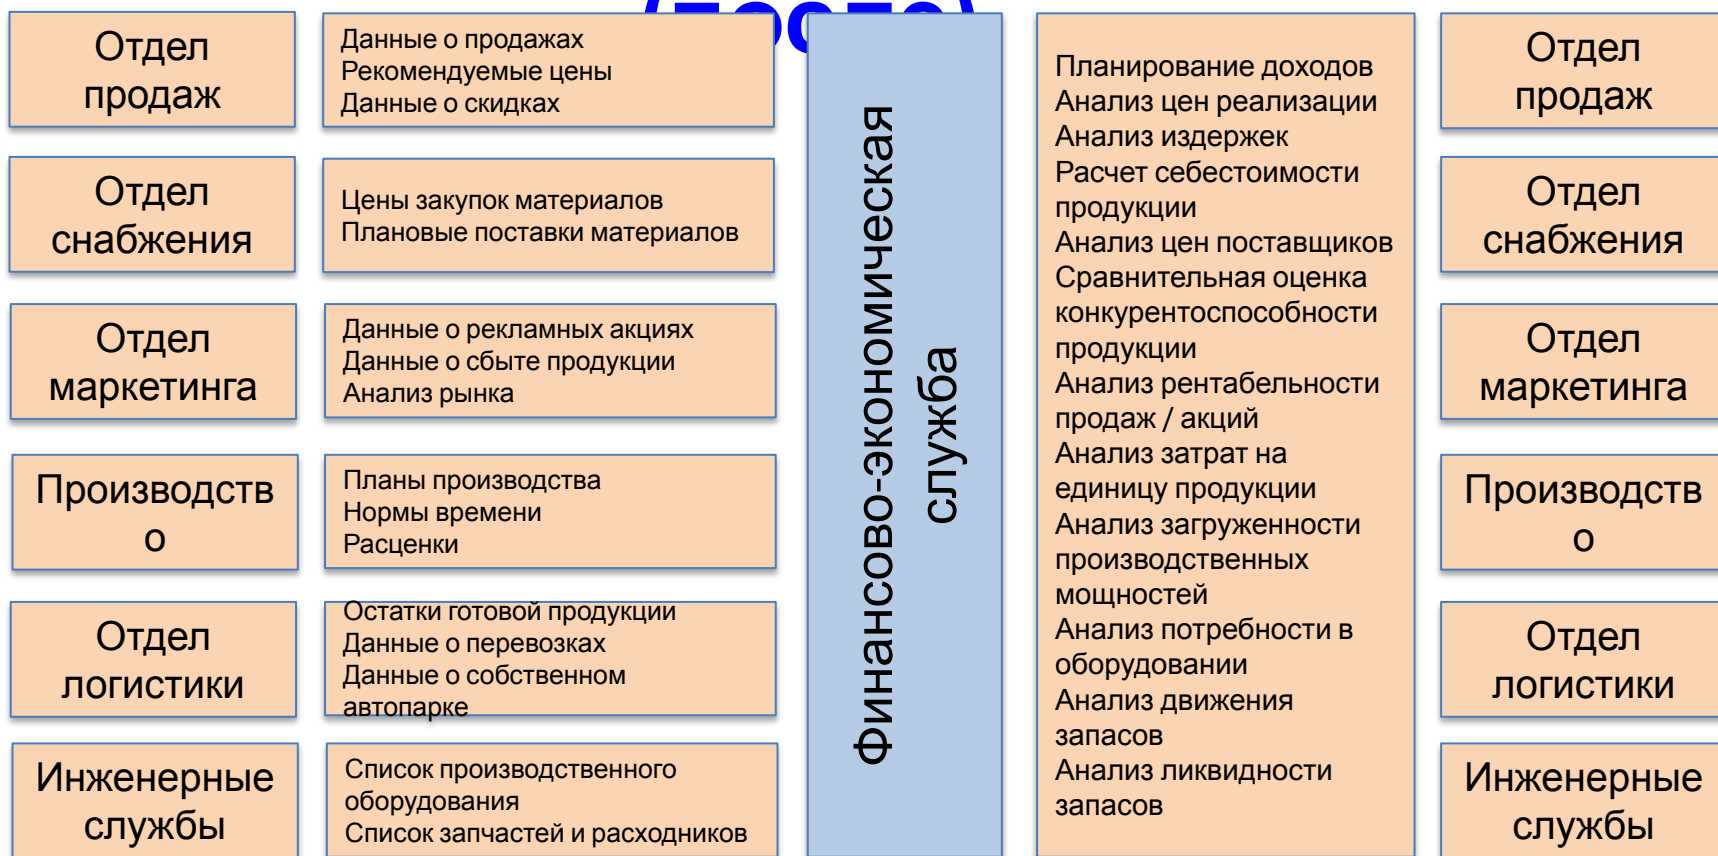 Отдел
продаж
Данные о продажах
Рекомендуемые цены
Данные о скидках
Отдел
снабжения
Цены закупок материалов
Плановые поставки материалов
Отдел
маркетинга
Данные о рекламных акциях
Данные о сбыте продукции
Анализ рынка
Производств
о
Планы производства
Нормы времени
Расценки
Отдел
логистики
Остатки готовой продукции
Данные о перевозках
Данные о собственном
автопарке
Инженерные
службы
Список производственного
оборудования
Список запчастей и расходников
Финансово-экономическая
служба
Планирование доходов
Анализ цен реализации
Анализ издержек
Расчет себестоимости
продукции
Анализ цен поставщиков
Сравнительная оценка
конкурентоспособности
продукции
Анализ рентабельности
продаж / акций
Анализ затрат на
единицу продукции
Анализ загруженности
производственных
мощностей
Анализ потребности в
оборудовании
Анализ движения
запасов
Анализ ликвидности
запасов
Отдел
продаж
Отдел
снабжения
Отдел
маркетинга
Производств
о
Отдел
логистики
Инженерные
службы